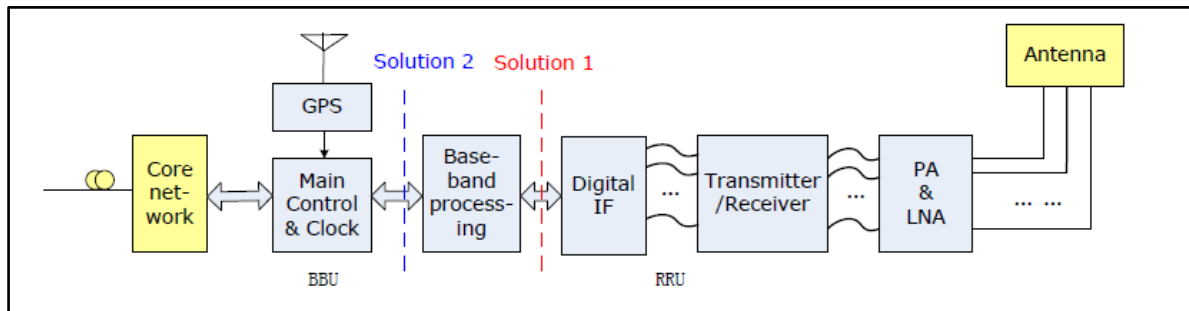 Solution 2
Solution 1
Antenna
GPS
Core
net-
work
Main
Control
& Clock
Base-
band
process-
ing
Digital
IF
...
Transmitter
/Receiver
...
PA
&
LNA
... ...
BBU
RRU